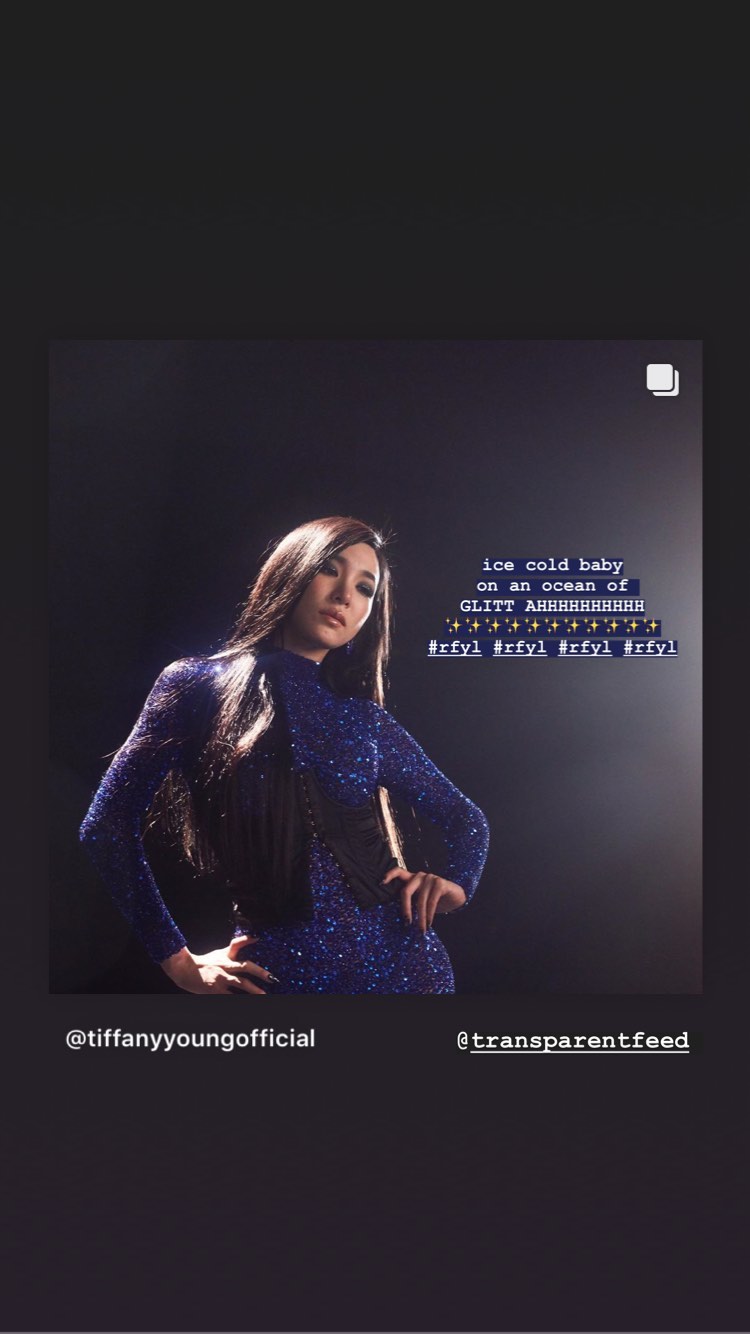 ice cold baby
on an ocean of
GLITT AHHHHHHHHHH
✨✨✨✨✨✨✨✨✨✨✨
#rfyl #rfyl #rfyl #rfyl
@tiffanyyoungofficial @transparentfeed